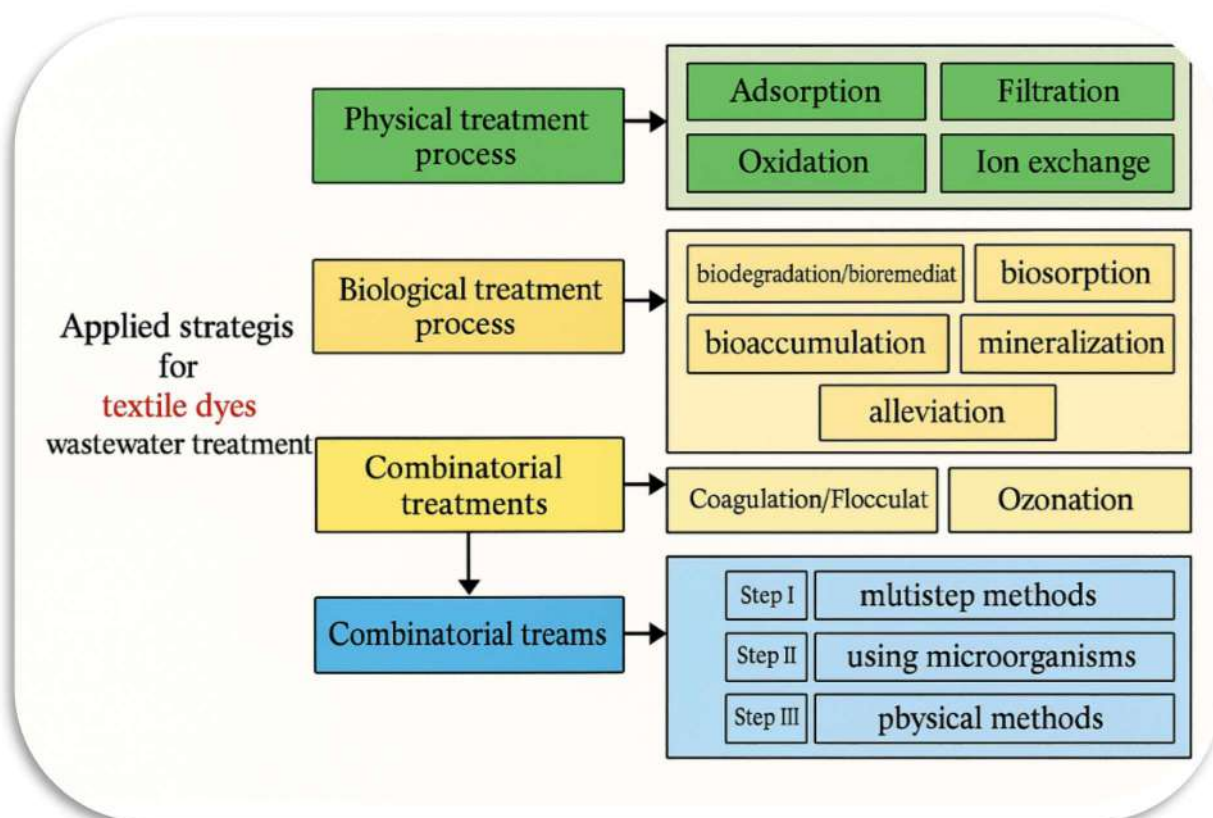 Applied strategis
for
textile dyes
wastewater treatment
Physical treatment
process
Adsorption
Filtration
Oxidation
Ion exchange
Biological treatment
process
biodegradation/bioremediat
biosorption
bioaccumulation
mineralization
alleviation
Combinatorial
treatments
Coagulation/Flocculat
Ozonation
Combinatorial treams
Step I
mlutistep methods
Step II
using microorganisms
Step III
pbysical methods